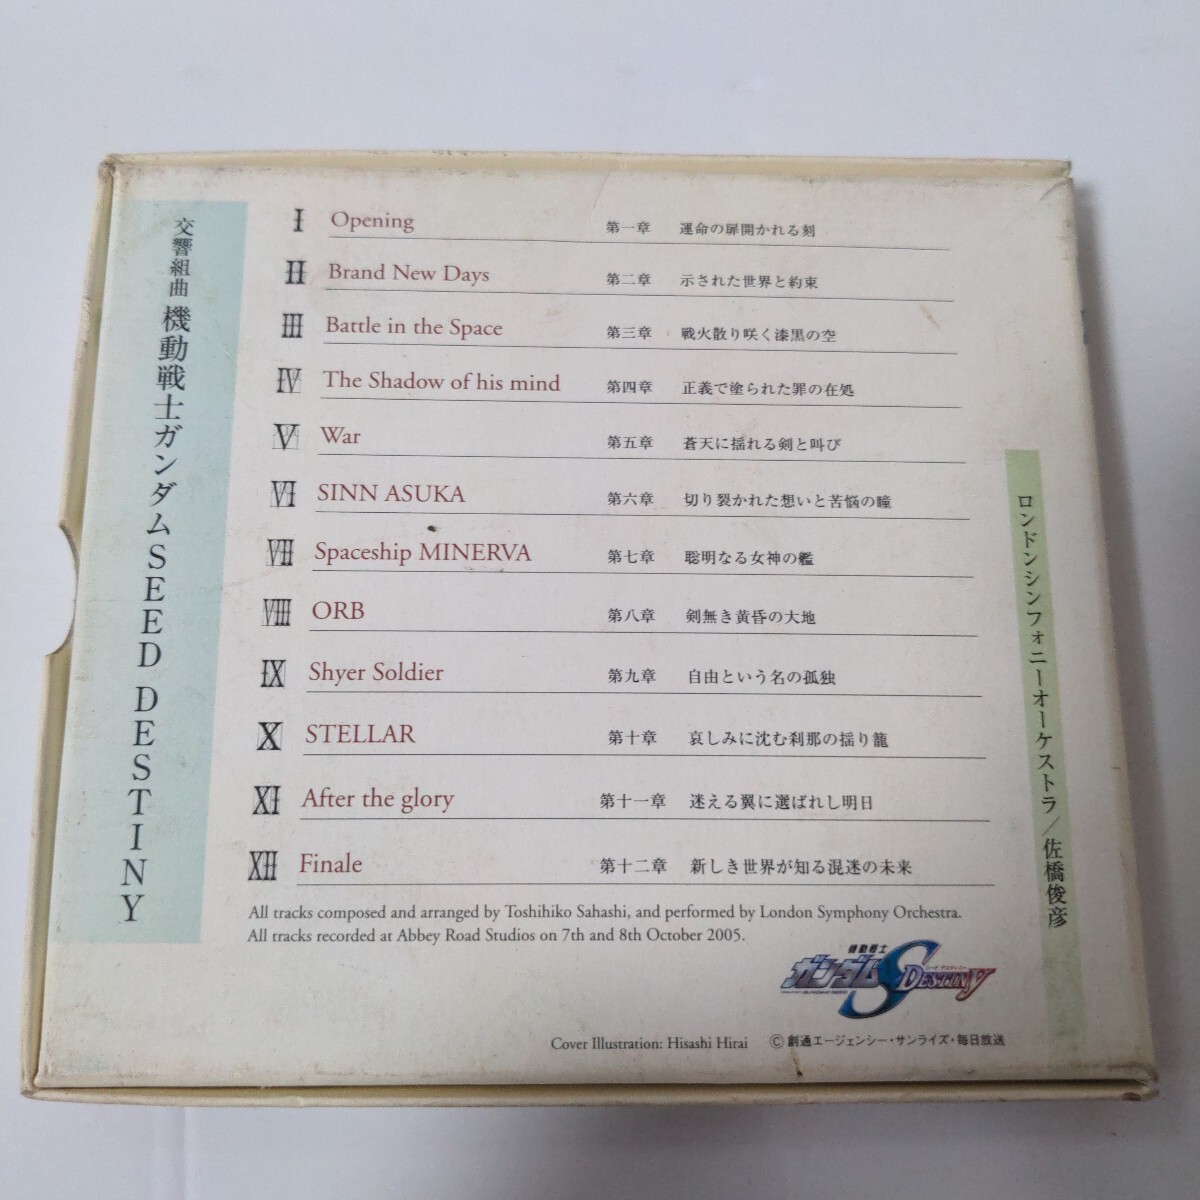 交響組曲 機動戦士ガンダムSEED DESTINY
I Opening 第一章 運命の扉開かれる刻
II Brand New Days 第二章 示された世界と約束
III Battle in the Space 第三章 戦火散り咲く漆黒の空
IV The Shadow of his mind 第四章 正義で塗られた罪の在処
V War 第五章 蒼天に揺れる剣と叫び
VI SINN ASUKA 第六章 切り裂かれた想いと苦悩の瞳
VII Spaceship MINERVA 第七章 聡明なる女神の艦
VIII ORB 第八章 剣無き黄昏の大地
IX Shyer Soldier 第九章 自由という名の孤独
X STELLAR 第十章 哀しみに沈む刹那の揺り籠
XI After the glory 第十一章 迷える翼に選ばれし明日
XII Finale 第十二章 新しき世界が知る混迷の未来
ロンドンシンフォニーオーケストラ／佐橋俊彦
All tracks composed and arranged by Toshihiko Sahashi, and performed by London Symphony Orchestra.
All tracks recorded at Abbey Road Studios on 7th and 8th October 2005.
機動戦士
ガンダムS DESTINY
Cover Illustration: Hisashi Hirai ©創通エージェンシー・サンライズ・毎日放送